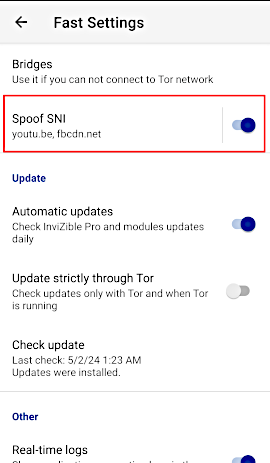 Fast Settings
Bridges
Use it if you can not connect to Tor network
Spoof SNI
youtu.be, fbcdn.net
Update
Automatic updates
Check InviZible Pro and modules updates
daily
Update strictly through Tor
Check updates only with Tor and when Tor
is running
Check update
Last check: 5/2/24 1:23 AM
Updates were installed.
Other
Real-time logs